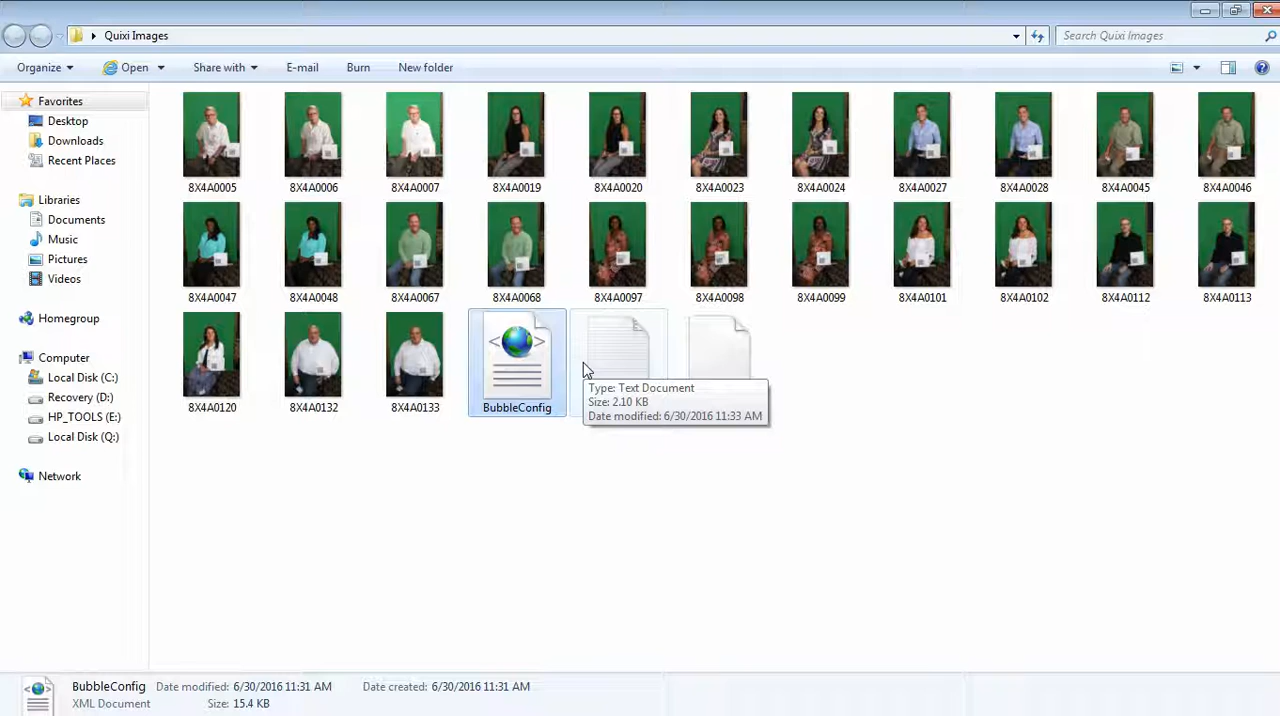 Quixi Images
Search Quixi Images
Organize Open Share with E-mail Burn New folder
Favorites
Desktop
Downloads
Recent Places
Libraries
Documents
Music
Pictures
Videos
Homegroup
Computer
Local Disk (C:)
Recovery (D:)
HP_TOOLS (E:)
Local Disk (Q:)
Network
8X4A0005 8X4A0006 8X4A0007 8X4A0019 8X4A0020 8X4A0023 8X4A0024 8X4A0027 8X4A0028 8X4A0045 8X4A0046
8X4A0047 8X4A0048 8X4A0067 8X4A0068 8X4A0097 8X4A0098 8X4A0099 8X4A0101 8X4A0102 8X4A0112 8X4A0113
8X4A0120 8X4A0132 8X4A0133 BubbleConfig
Type: Text Document
Size: 2.10 KB
Date modified: 6/30/2016 11:33 AM
BubbleConfig Date modified: 6/30/2016 11:31 AM Date created: 6/30/2016 11:31 AM
XML Document Size: 15.4 KB